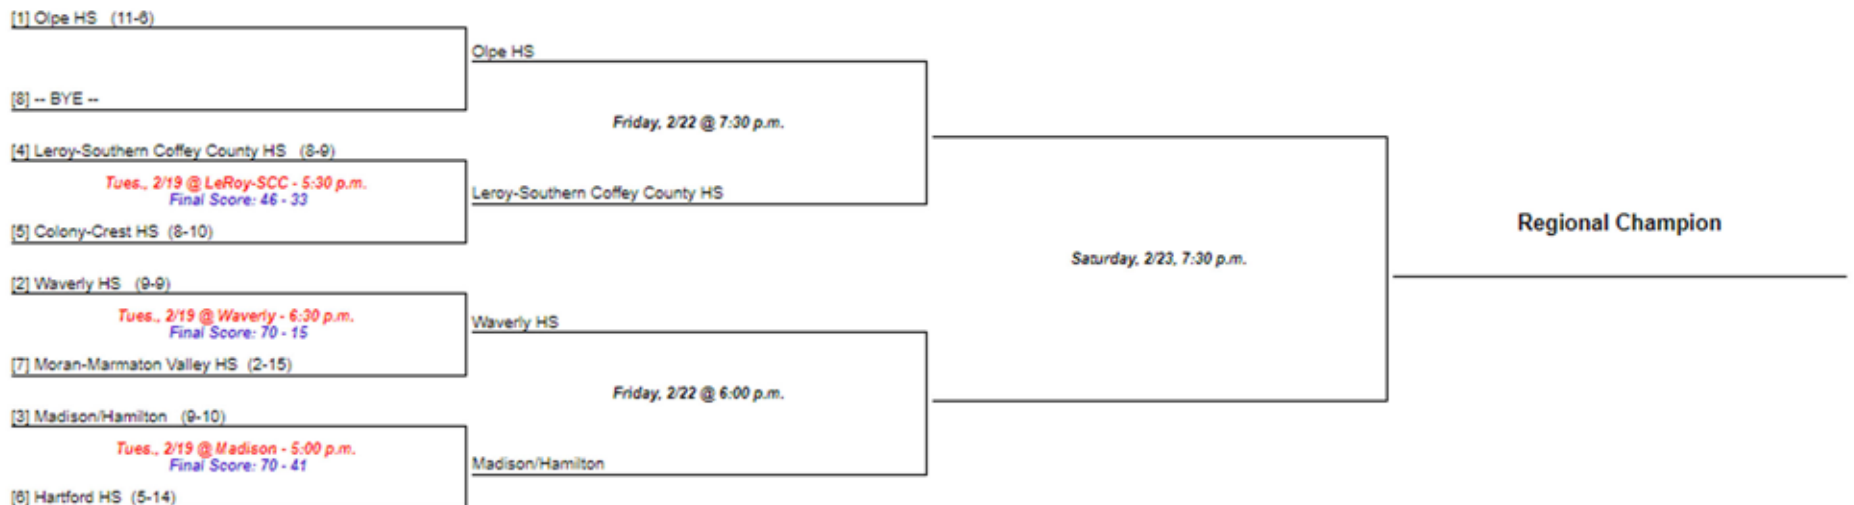 [1] Olpe HS (11-6)
Olpe HS
[8] -- BYE --
Friday, 2/22 @ 7:30 p.m.
[4] Leroy-Southern Coffey County HS (8-9)
Tues., 2/19 @ LeRoy-SCC - 5:30 p.m.
Final Score: 46 - 33
Leroy-Southern Coffey County HS
[5] Colony-Crest HS (8-10)
Regional Champion
Saturday, 2/23, 7:30 p.m.
[2] Waverly HS (9-9)
Tues., 2/19 @ Waverly - 6:30 p.m.
Final Score: 70 - 15
Waverly HS
[7] Moran-Marmaton Valley HS (2-15)
Friday, 2/22 @ 6:00 p.m.
[3] Madison/Hamilton (9-10)
Tues., 2/19 @ Madison - 5:00 p.m.
Final Score: 70 - 41
Madison/Hamilton
[6] Hartford HS (5-14)